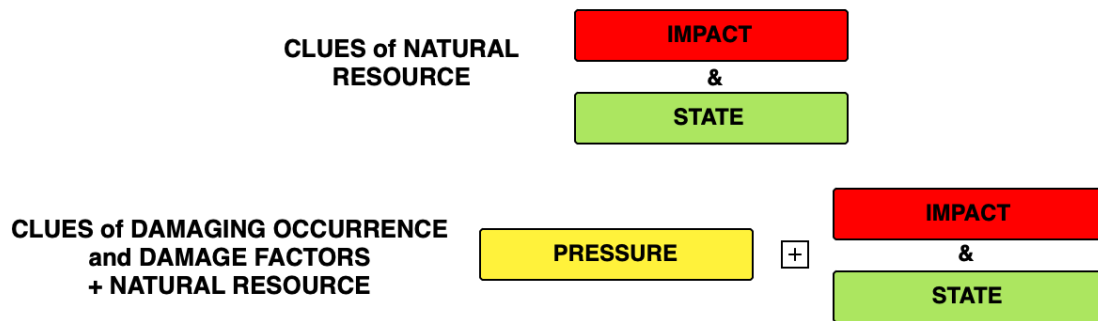 CLUES of NATURAL
RESOURCE
IMPACT
&
STATE
CLUES of DAMAGING OCCURRENCE
and DAMAGE FACTORS
+ NATURAL RESOURCE
PRESSURE
+
IMPACT
&
STATE